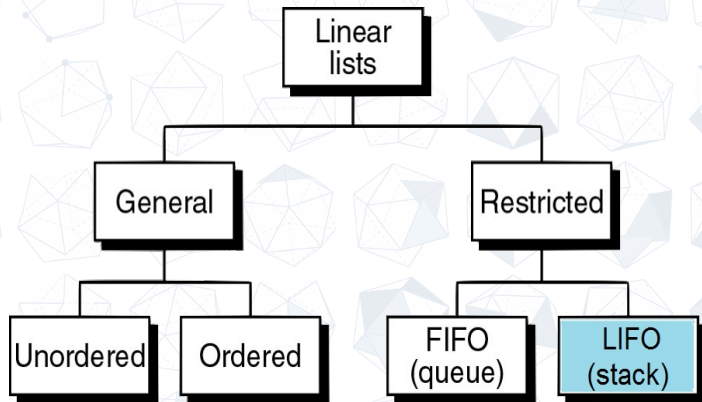 Linear
lists
General
Restricted
Unordered
Ordered
FIFO
(queue)
LIFO
(stack)